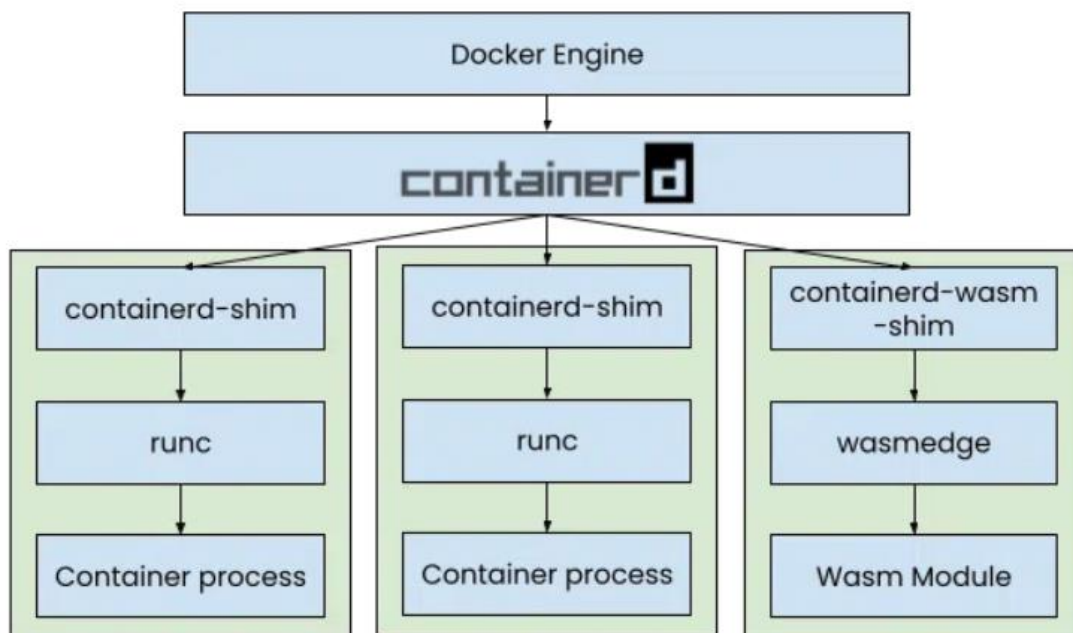 Docker Engine
containerd
containerd-shim
containerd-shim
containerd-wasm
-shim
runc
runc
wasmedge
Container process
Container process
Wasm Module